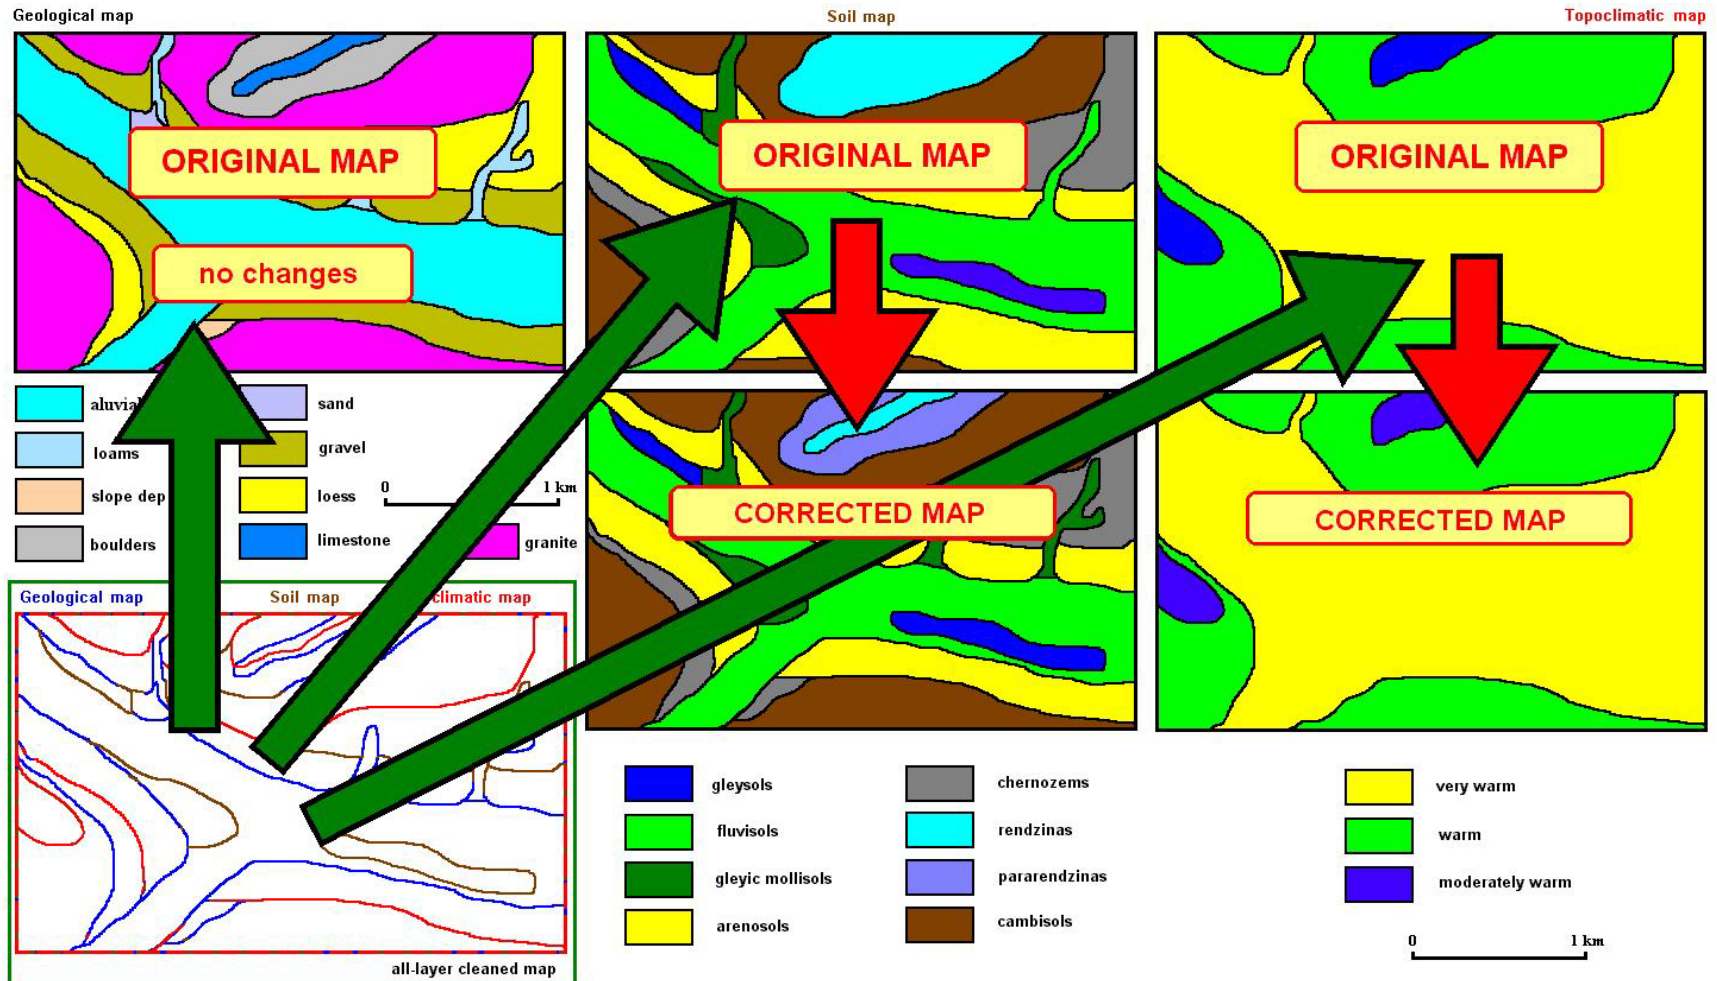 Geological map
Soil map
Topoclimatic map
ORIGINAL MAP
ORIGINAL MAP
ORIGINAL MAP
no changes
aluvial
sand
loams
gravel
slope dep
loess
0
1 km
boulders
limestone
granite
CORRECTED MAP
CORRECTED MAP
Geological map
Soil map
climatic map
all-layer cleaned map
gleysols
chernozems
fluvisols
rendzinas
gleyic mollisols
pararendzinas
arenosols
cambisols
very warm
warm
moderately warm
0
1 km